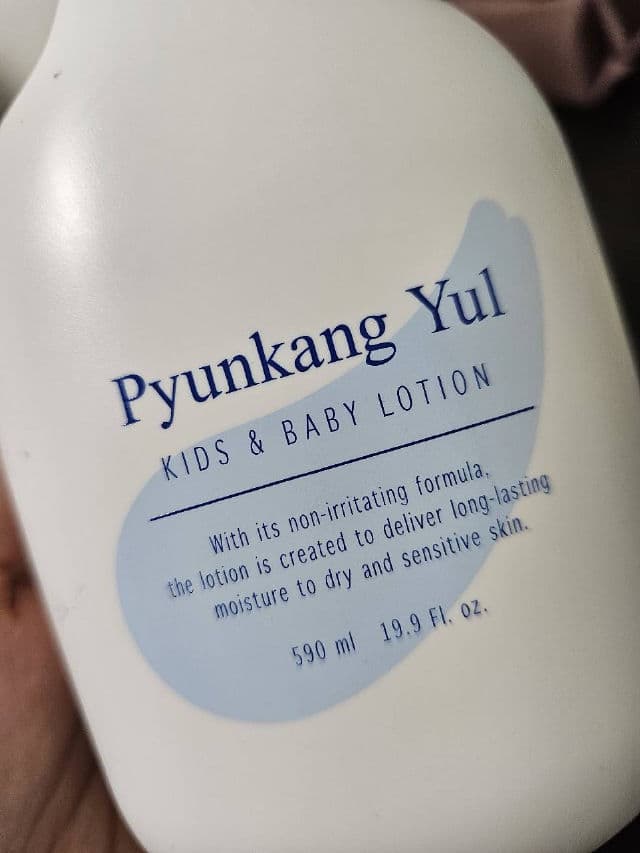 Pyunkang Yul
KIDS & BABY LOTION
With its non-irritating formula,
the lotion is created to deliver long-lasting
moisture to dry and sensitive skin.
590 ml 19.9 Fl. oz.